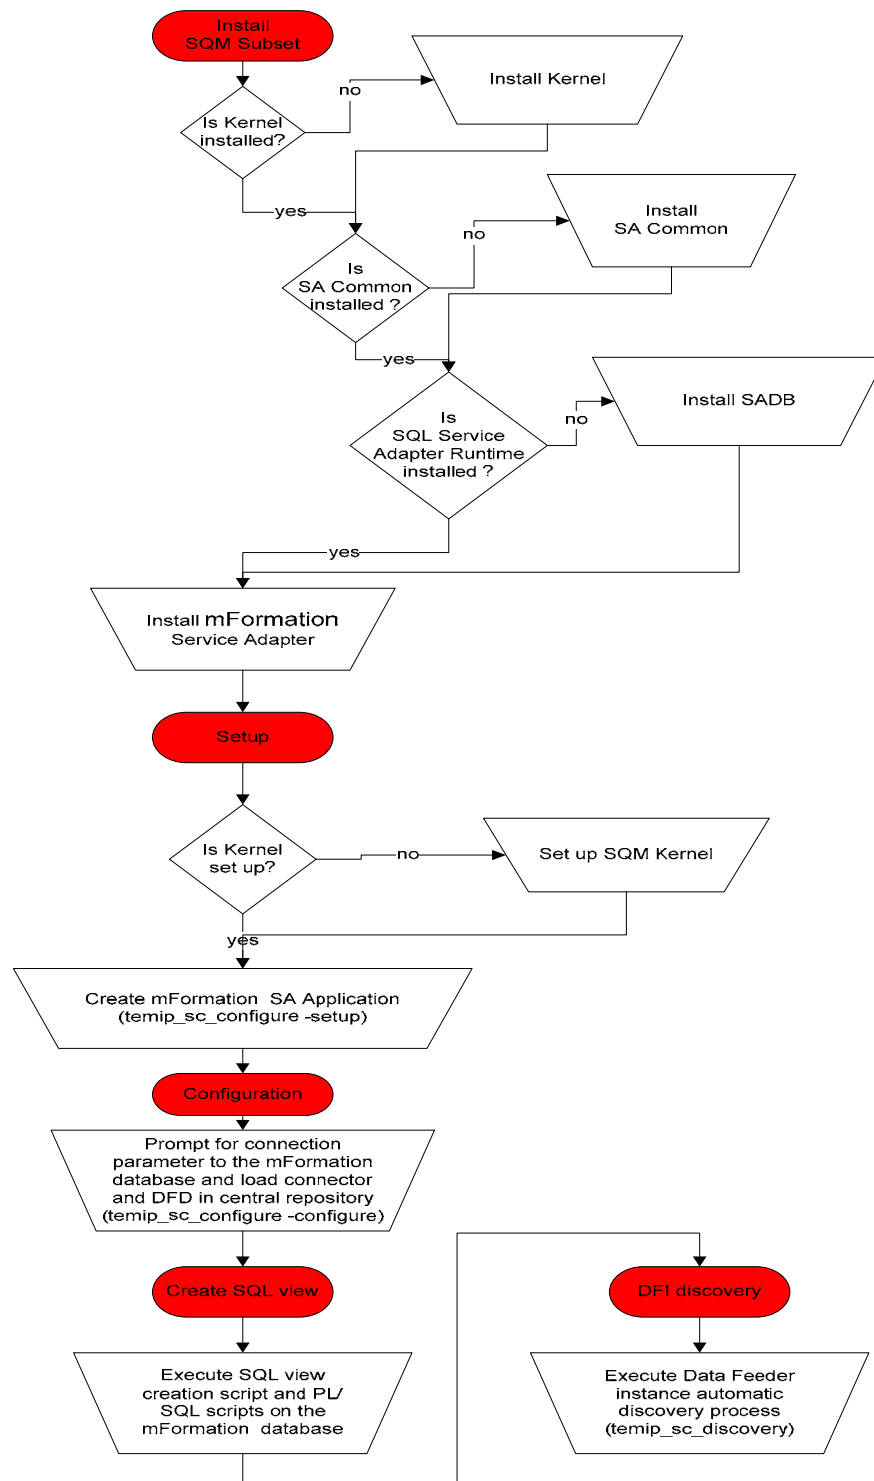 Install
SQM Subset
Install Kernel
no
Is Kernel
installed?
yes
Install
SA Common
no
Is
SA Common
installed ?
yes
Install SADB
no
Is
SQL Service
Adapter Runtime
installed ?
yes
Install mFormation
Service Adapter
Setup
Is Kernel
set up?
no
Set up SQM Kernel
yes
Create mFormation SA Application
(temip_sc_configure -setup)
Configuration
Prompt for connection
parameter to the mFormation
database and load connector
and DFD in central repository
(temip_sc_configure -configure)
Create SQL view
Execute SQL view
creation script and PL/
SQL scripts on the
mFormation database
DFI discovery
Execute Data Feeder
instance automatic
discovery process
(temip_sc_discovery)